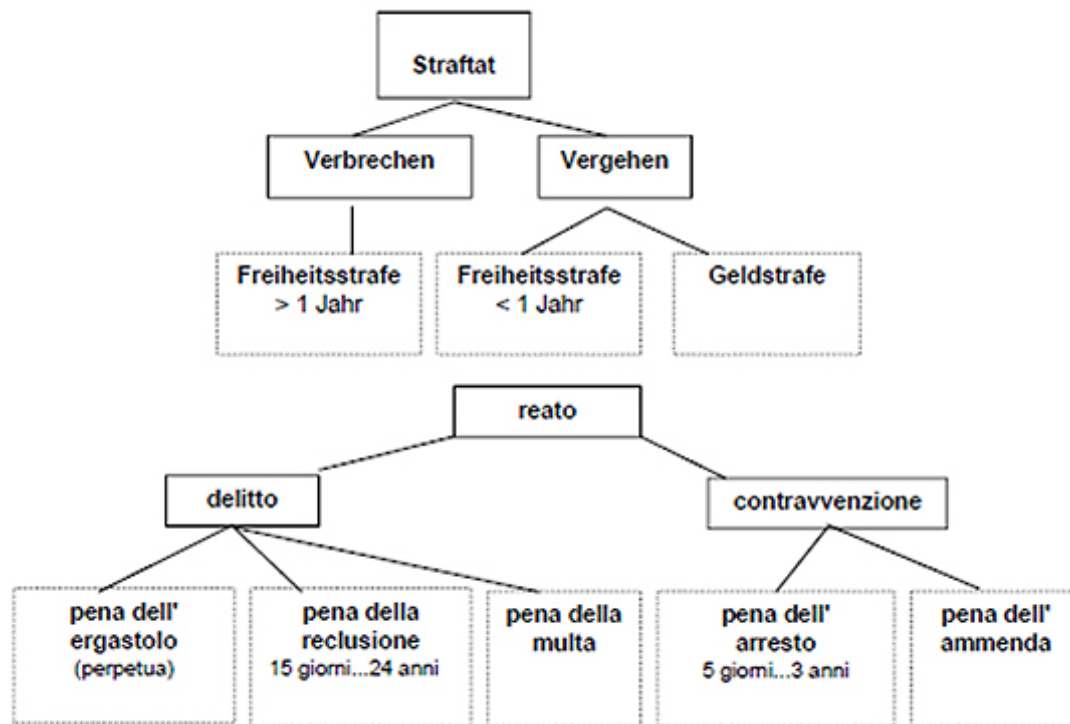 Straftat
Verbrechen
Vergehen
Freiheitsstrafe
> 1 Jahr
Freiheitsstrafe
< 1 Jahr
Geldstrafe
reato
delitto
contravvenzione
pena dell'
ergastolo
(perpetua)
pena della
reclusione
15 giorni...24 anni
pena della
multa
pena dell'
arresto
5 giorni...3 anni
pena dell'
ammenda